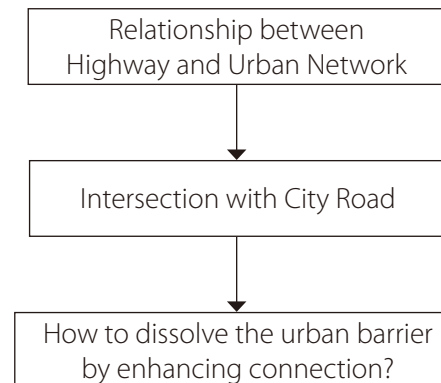 Relationship between
Highway and Urban Network
Intersection with City Road
How to dissolve the urban barrier
by enhancing connection?